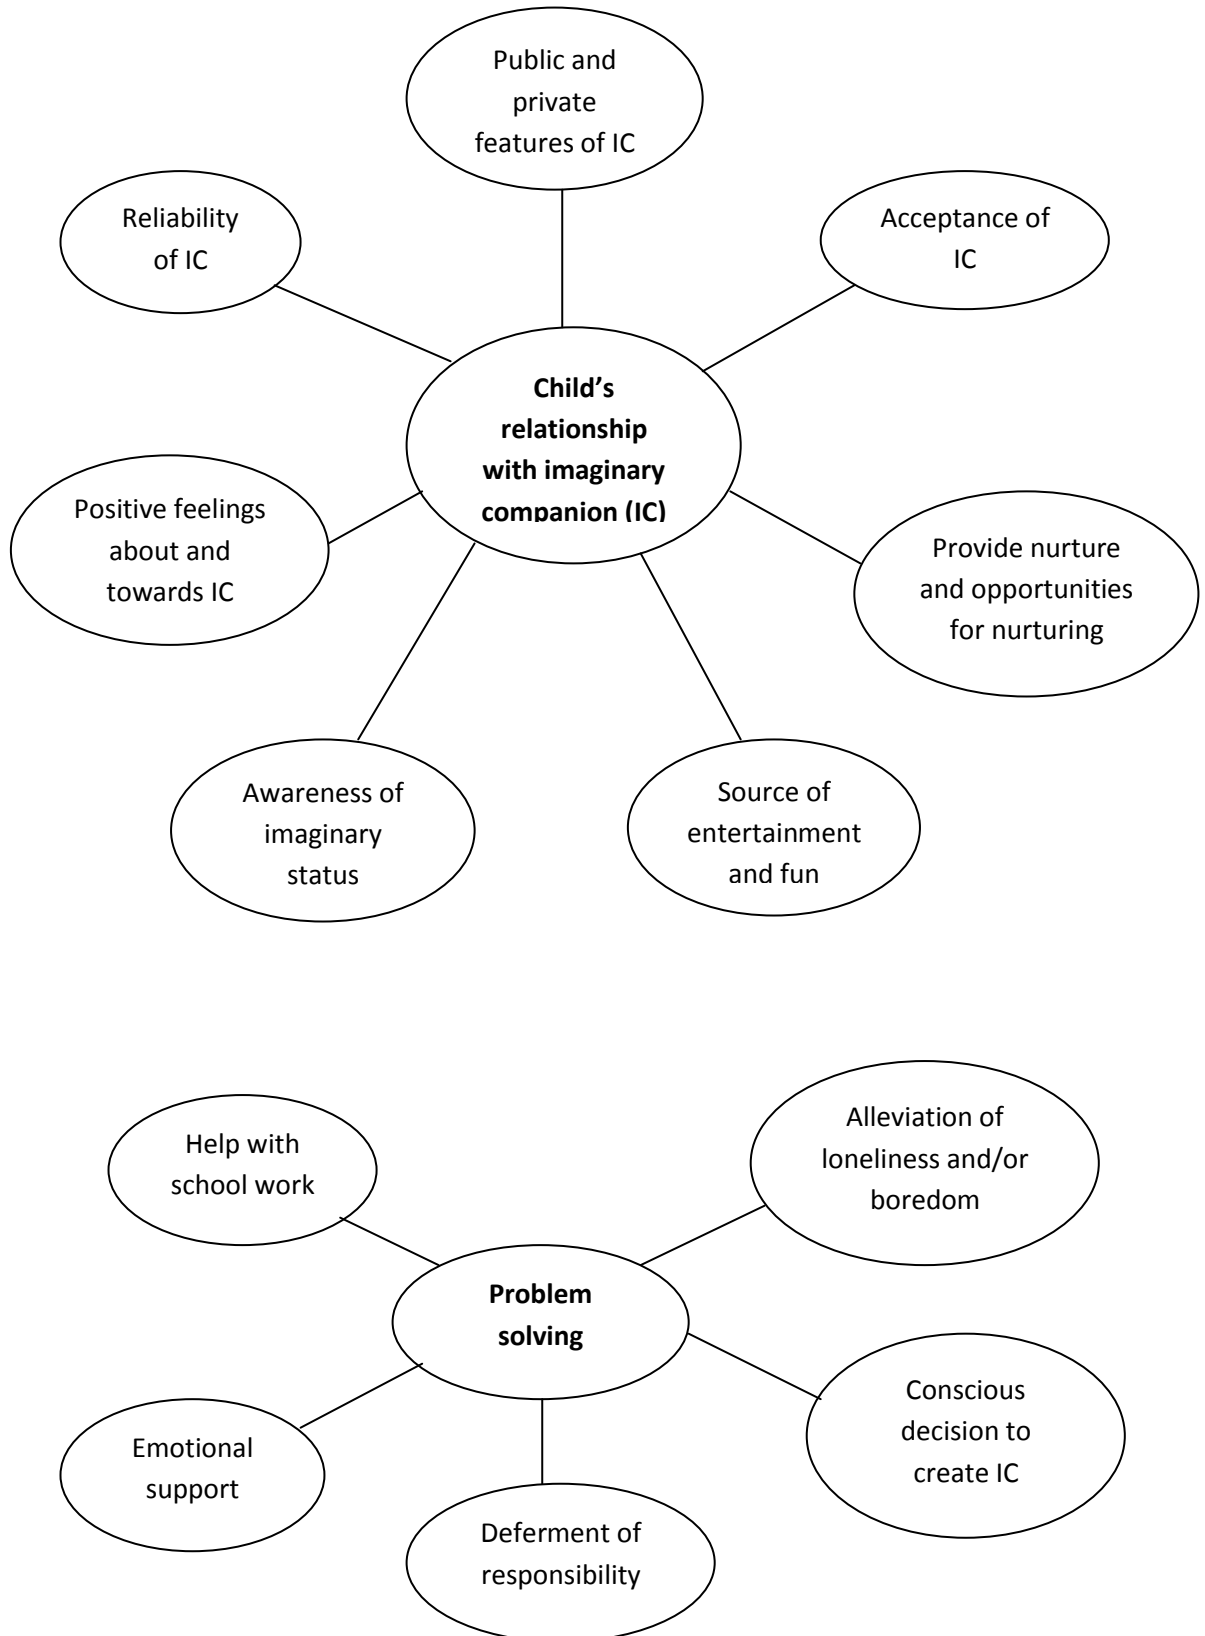 Public and
private
features of IC
Reliability
of IC
Acceptance of
IC
Child’s
relationship
with imaginary
companion (IC)
Positive feelings
about and
towards IC
Provide nurture
and opportunities
for nurturing
Awareness of
imaginary
status
Source of
entertainment
and fun
Help with
school work
Alleviation of
loneliness and/or
boredom
Problem
solving
Emotional
support
Conscious
decision to
create IC
Deferment of
responsibility